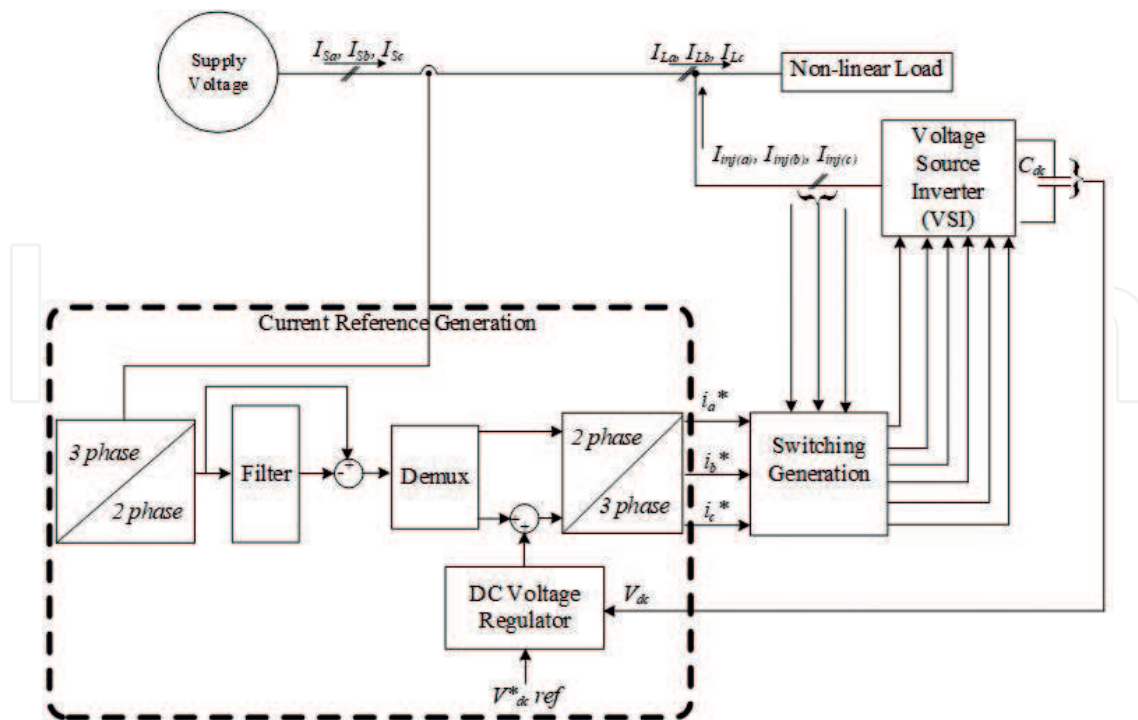 Supply
Voltage
I_Sa, I_Sb, I_Sc
I_La, I_Lb, I_Lc
Non-linear Load
I_inj(a), I_inj(b), I_inj(c)
Voltage
Source
Inverter
(VSI)
C_dc
Current Reference Generation
3 phase
2 phase
Filter
-
+
Demux
+
+
2 phase
3 phase
i_a*
i_b*
i_c*
Switching
Generation
DC Voltage
Regulator
V_dc
V*_dc ref